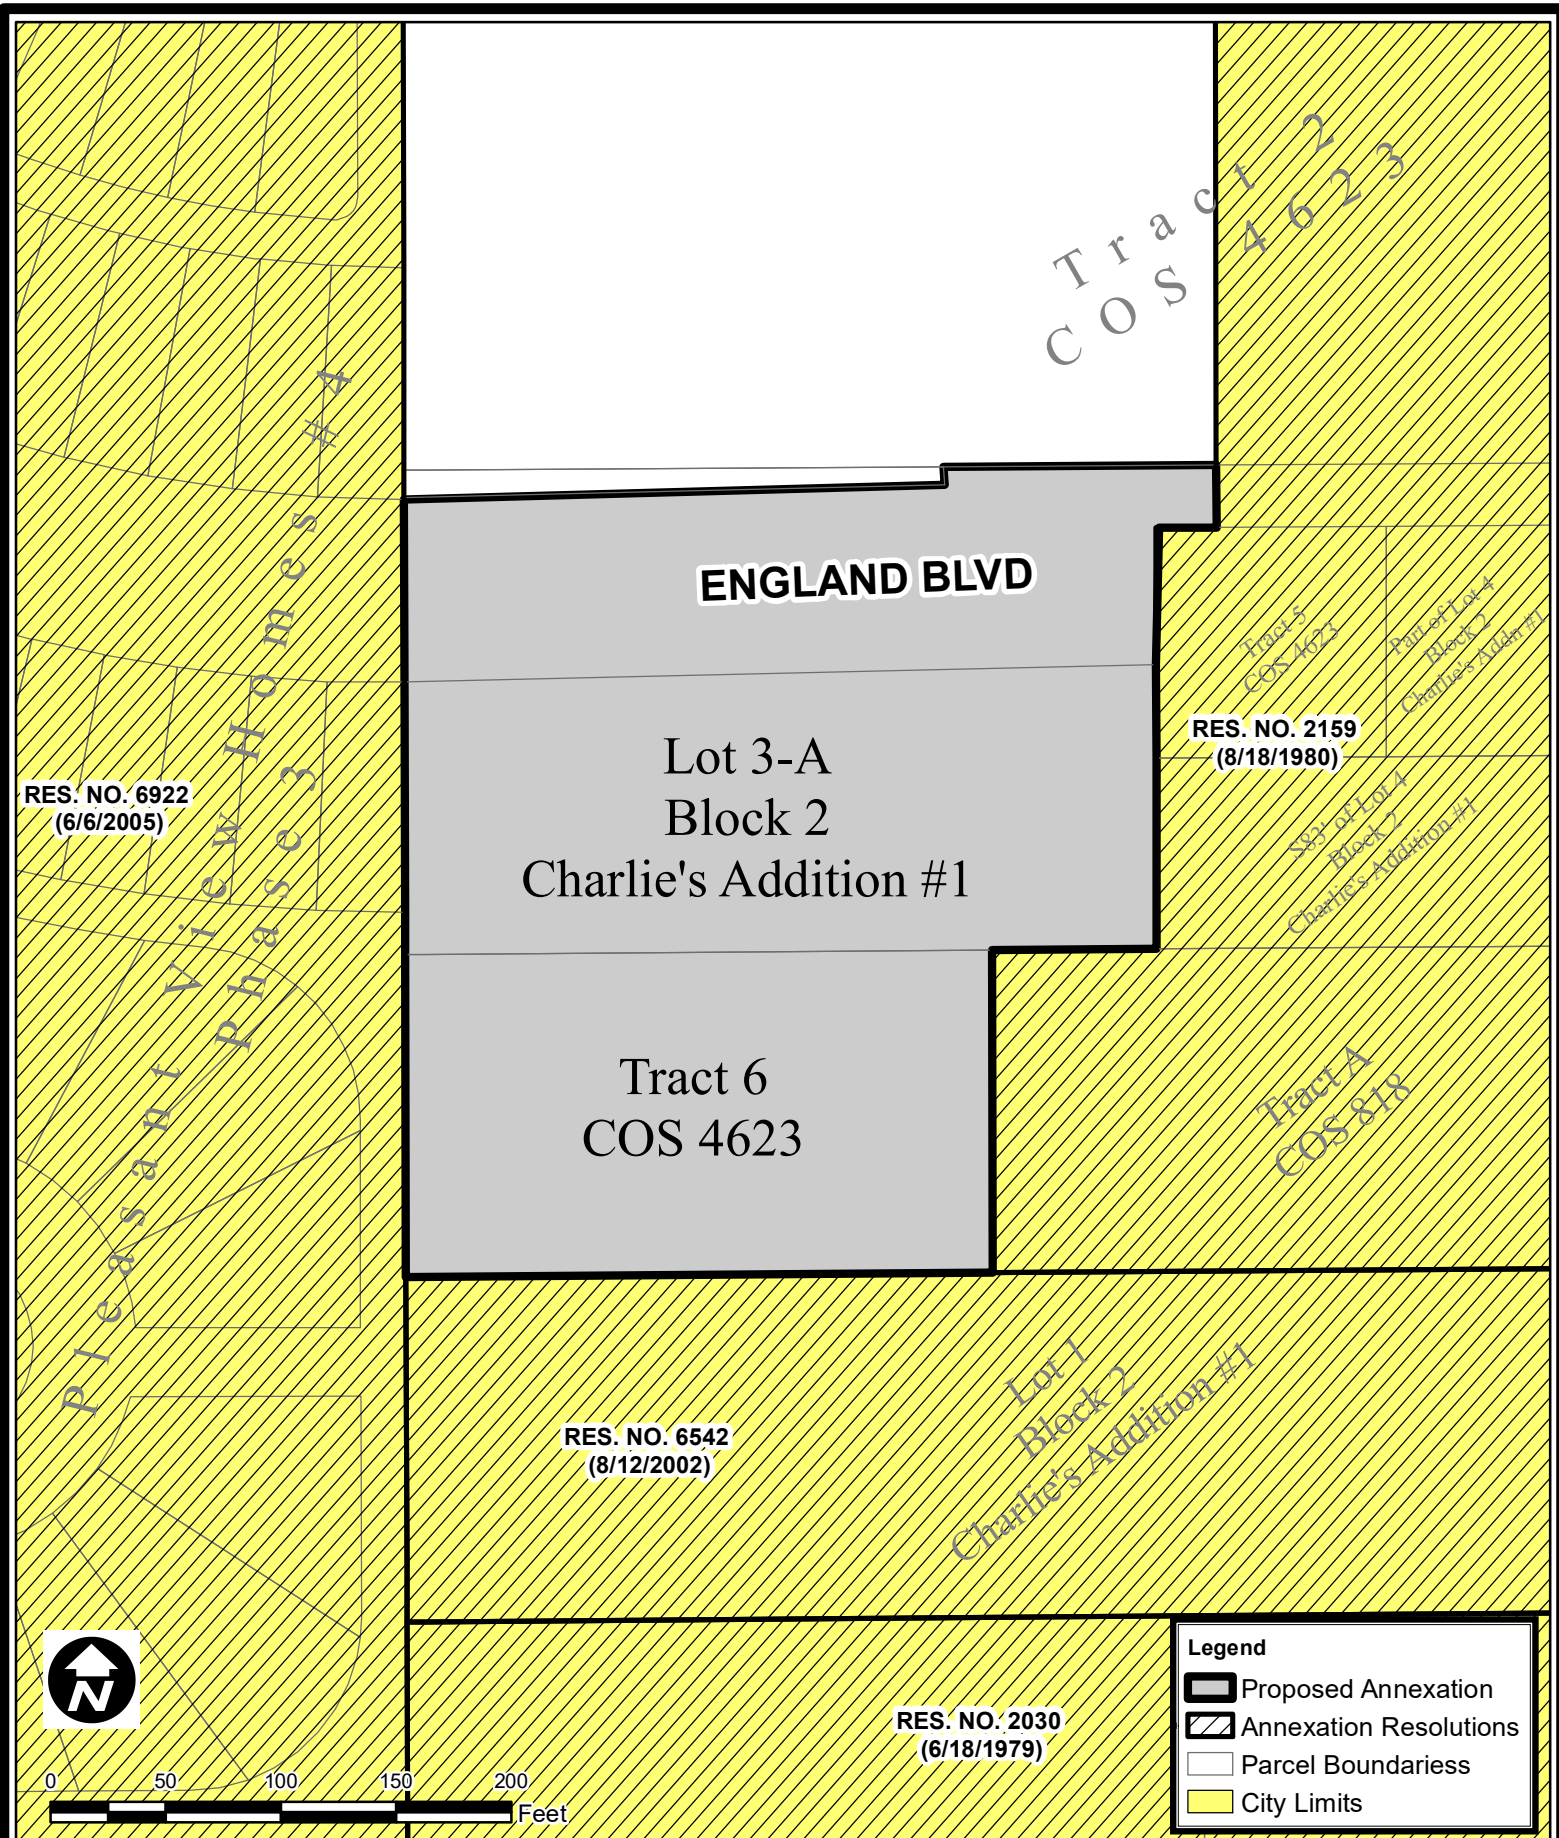 Tract 2
COS 4623
Pleasant View Homes #4
Phase 3
ENGLAND BLVD
Tract 5
COS 4623
Part of Lot 4
Block 2
Charlie's Addn #1
RES. NO. 2159
(8/18/1980)
Lot 3-A
Block 2
Charlie's Addition #1
RES. NO. 6922
(6/6/2005)
S83' of Lot 4
Block 2
Charlie's Addition #1
Tract 6
COS 4623
Tract A
COS 818
Lot 1
Block 2
Charlie's Addition #1
RES. NO. 6542
(8/12/2002)
RES. NO. 2030
(6/18/1979)
N
0 50 100 150 200
Feet
Legend
Proposed Annexation
Annexation Resolutions
Parcel Boundariess
City Limits